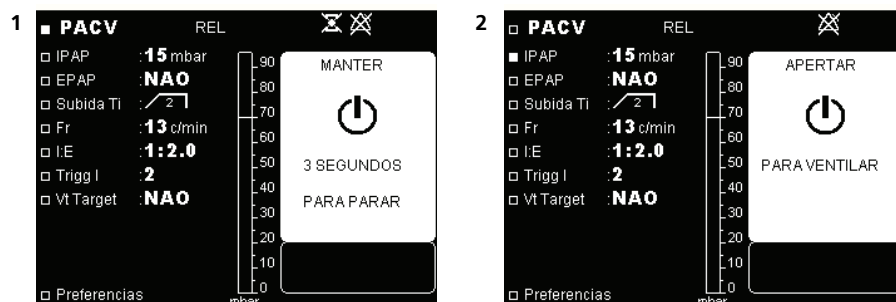 1
PACV REL
IPAP :15 mbar
EPAP :NAO
Subida Ti : 2
Fr :13 c/min
I:E :1:2.0
Trigg I :2
Vt Target :NAO
Preferencias
90
80
70
60
50
40
30
20
10
0
mbar
MANTER
3 SEGUNDOS
PARA PARAR
2
PACV REL
IPAP :15 mbar
EPAP :NAO
Subida Ti : 2
Fr :13 c/min
I:E :1:2.0
Trigg I :2
Vt Target :NAO
Preferencias
90
80
70
60
50
40
30
20
10
0
mbar
APERTAR
PARA VENTILAR